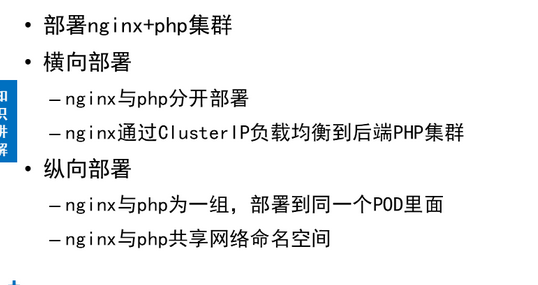 • 部署nginx+php集群
• 横向部署
—nginx与php分开部署
—nginx通过ClusterIP负载均衡到后端PHP集群
• 纵向部署
—nginx与php为一组，部署到同一个POD里面
—nginx与php共享网络命名空间
知
识
讲
解